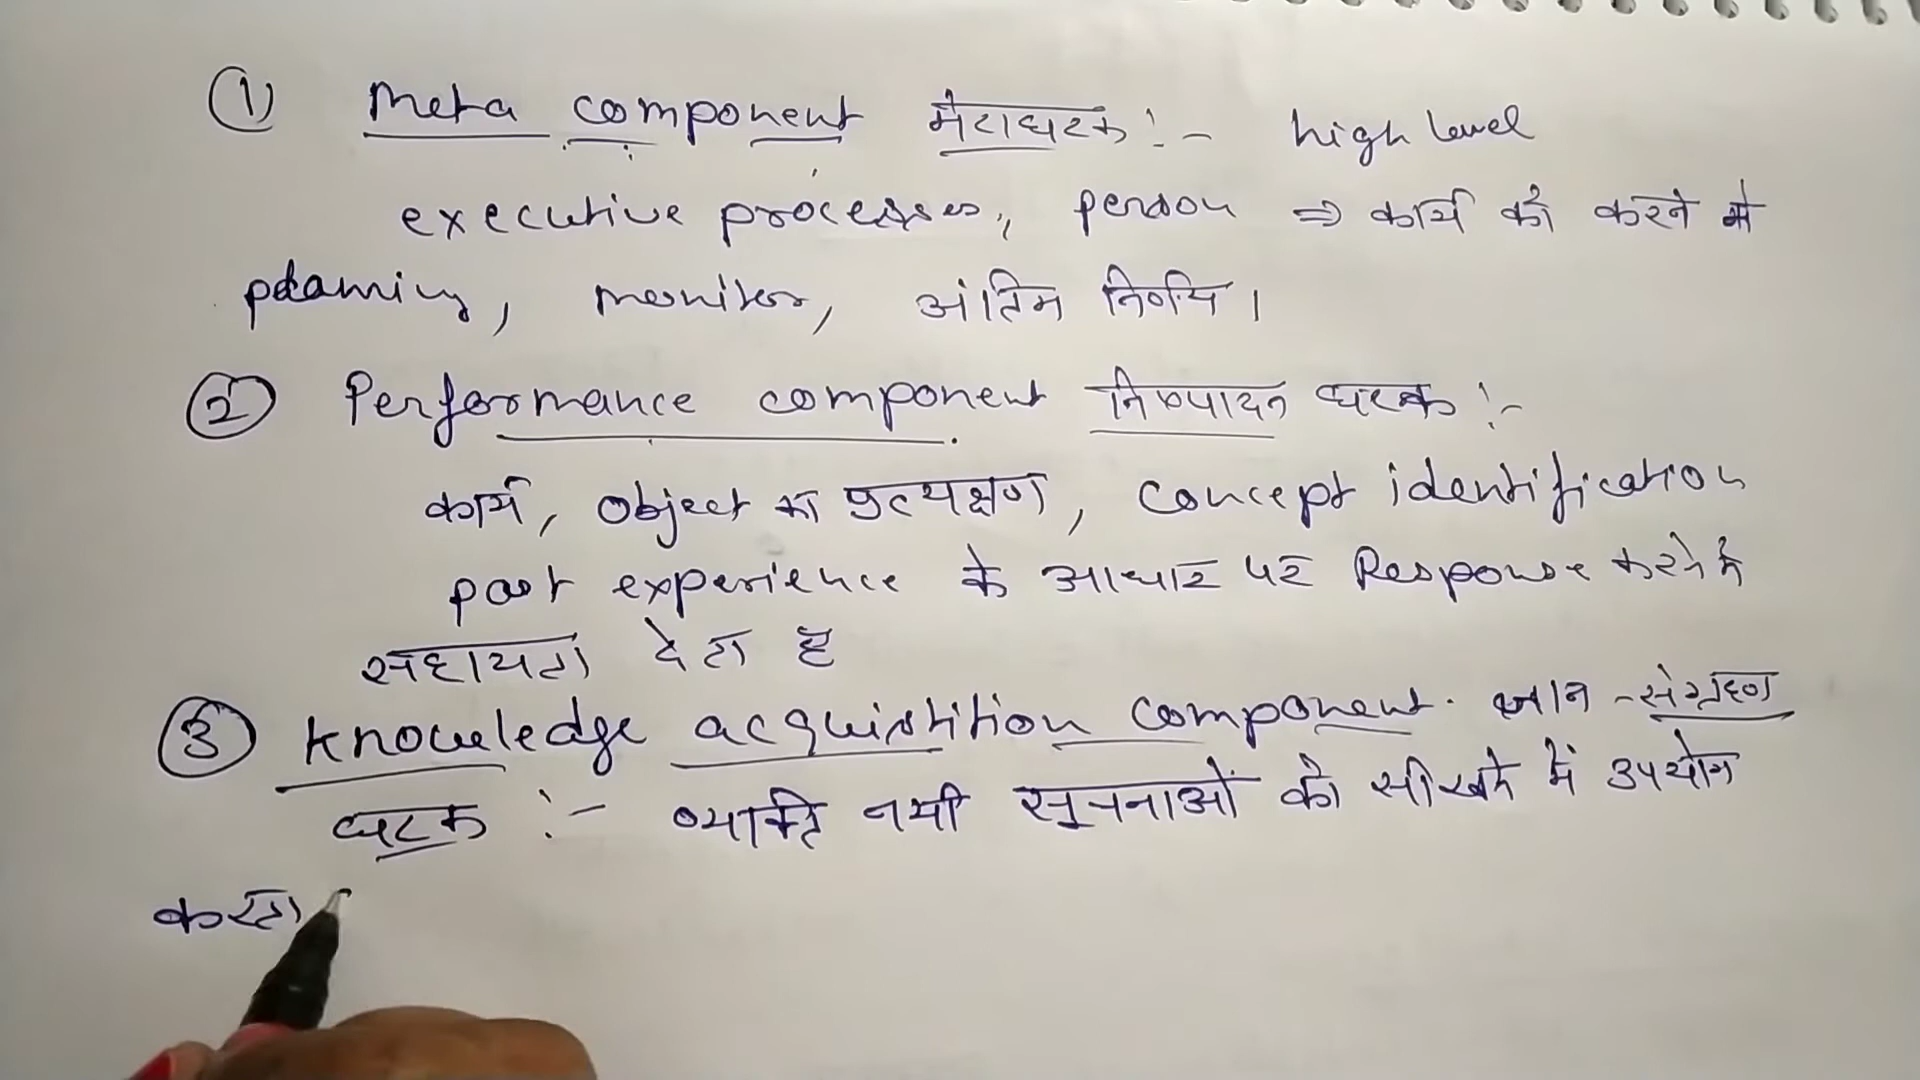 ① Meta component मेटाघटक :- high level
executive processes, person ⇒ कार्य को करने मे
planning, monitor, अंतिम निर्णय ।
② Performance component निष्पादन घटक :-
कार्य, object का प्रत्यक्षण, concept identification
past experience के आधार पर Response करने मे
सहायता देता है
③ Knowledge acquistition component. ज्ञान-संग्रहण
घटक :- व्यक्ति नयी सूचनाओं को सीखने में उपयोग
करता